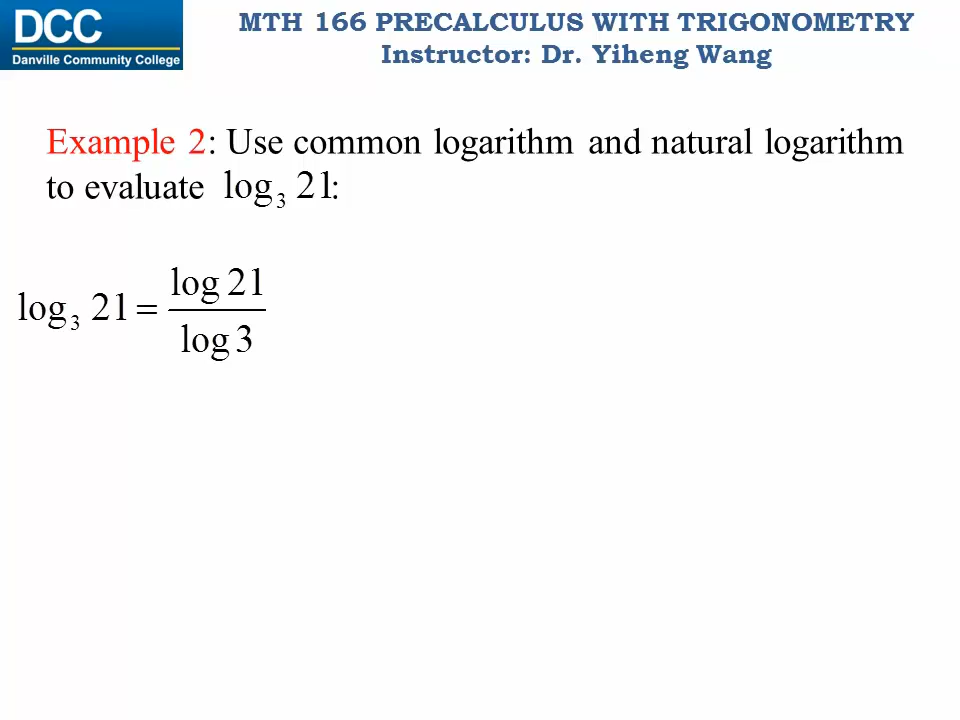 DCC
Danville Community College
MTH 166 PRECALCULUS WITH TRIGONOMETRY
Instructor: Dr. Yiheng Wang
Example 2: Use common logarithm and natural logarithm
to evaluate log₃ 21:
log₃ 21 = log 21 / log 3